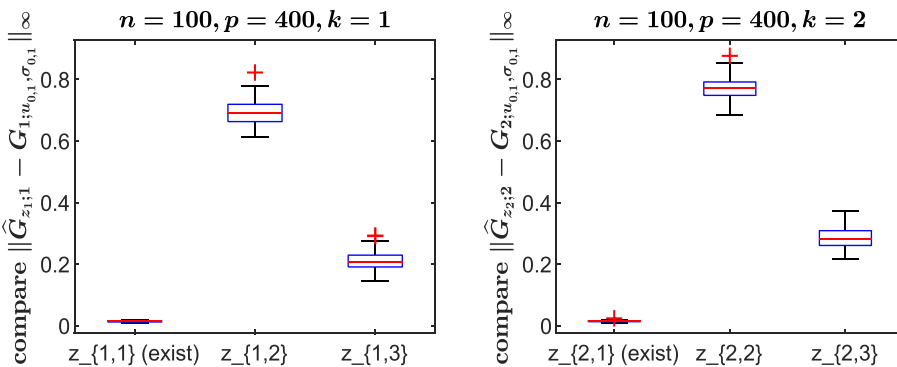 n = 100, p = 400, k = 1
compare ‖Ĝ_{z_1;1} − G_{1;u_{0,1},σ_{0,1}}‖_∞
0.8
0.6
0.4
0.2
0
z_{1,1} (exist) z_{1,2} z_{1,3}
n = 100, p = 400, k = 2
compare ‖Ĝ_{z_2;2} − G_{2;u_{0,1},σ_{0,1}}‖_∞
0.8
0.6
0.4
0.2
0
z_{2,1} (exist) z_{2,2} z_{2,3}